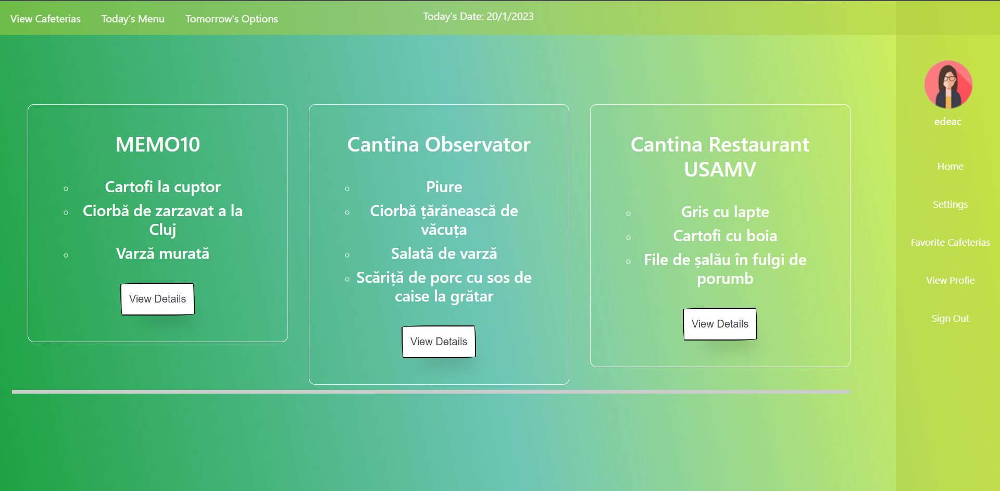 View Cafeterias
Today's Menu
Tomorrow's Options
Today's Date: 20/1/2023
MEMO10
Cartofi la cuptor
Ciorbă de zarzavat a la
Cluj
Varză murată
View Details
Cantina Observator
Piure
Ciorbă țărănească de
văcuța
Salată de varză
Scăriță de porc cu sos de
caise la grătar
View Details
Cantina Restaurant
USAMV
Gris cu lapte
Cartofi cu boia
File de șalău în fulgi de
porumb
View Details
edeac
Home
Settings
Favorite Cafeterias
View Profie
Sign Out